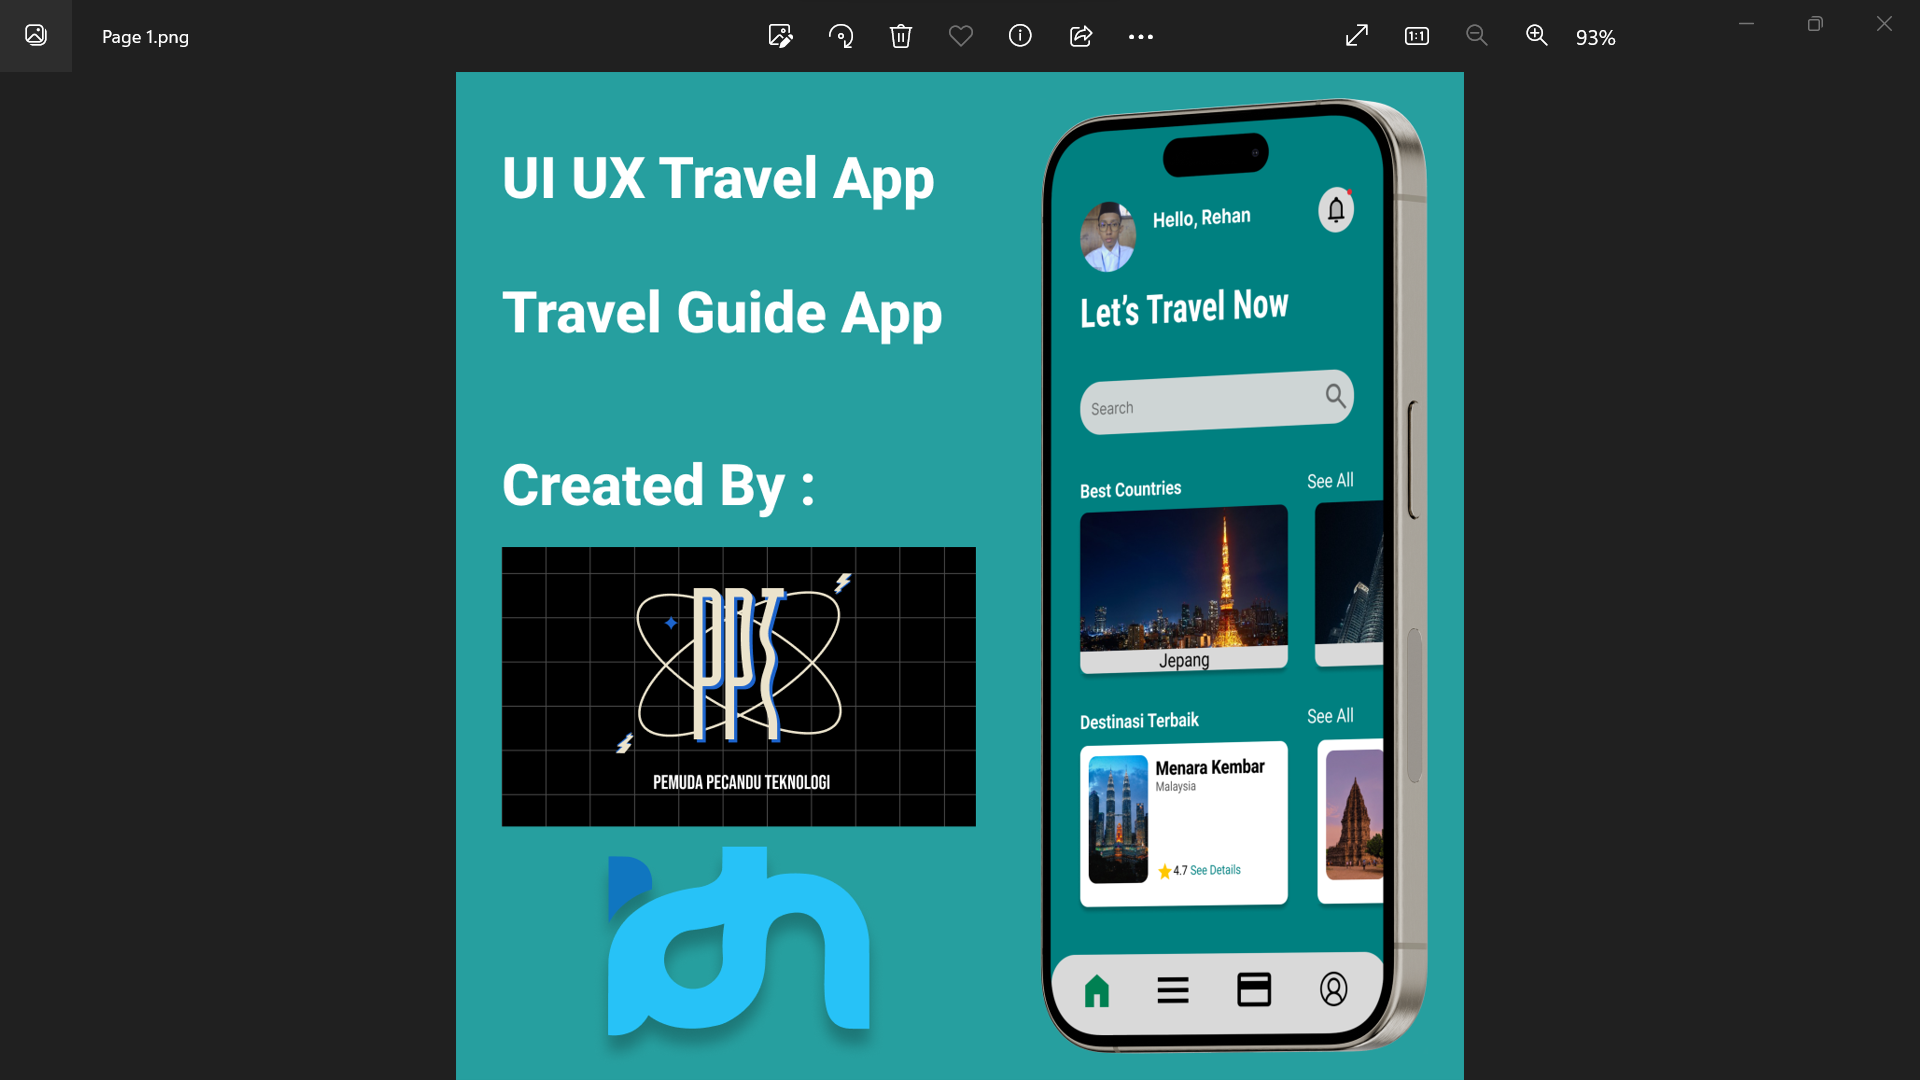 Page 1.png
1:1
93%
UI UX Travel App
Travel Guide App
Created By :
PPT
PEMUDA PECANDU TEKNOLOGI
Hello, Rehan
Let's Travel Now
Search
Best Countries
See All
Jepang
Destinasi Terbaik
See All
Menara Kembar
Malaysia
4.7 See Details